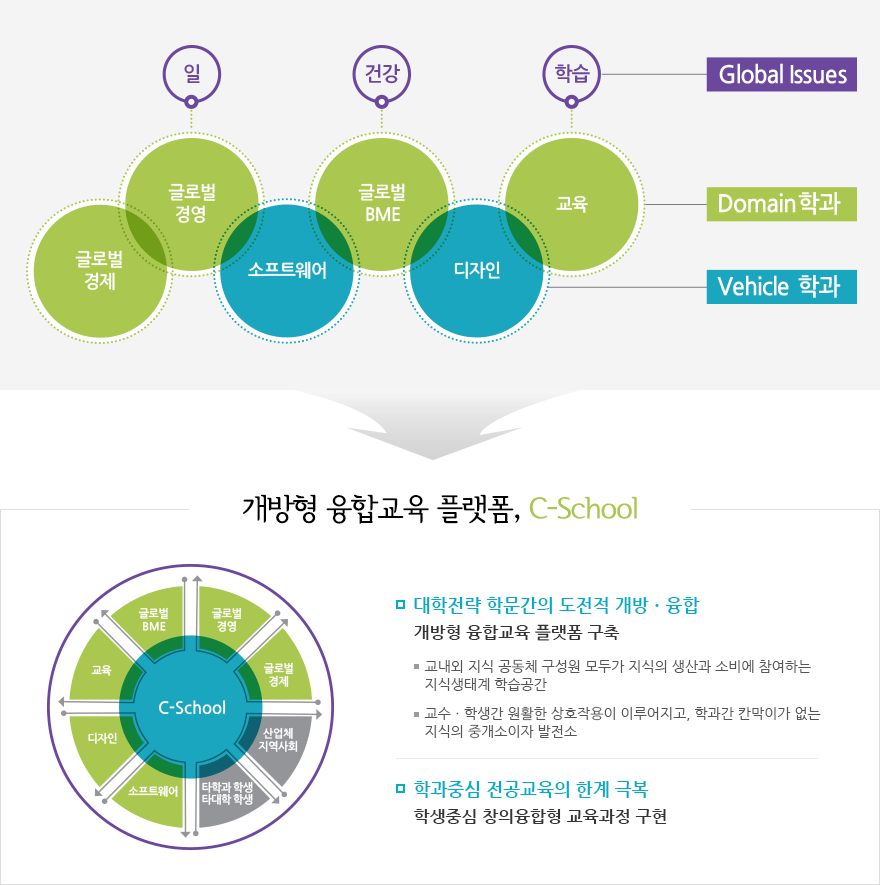 일
건강
학습
Global Issues
글로벌
경영
글로벌
BME
교육
Domain학과
글로벌
경제
소프트웨어
디자인
Vehicle 학과
개방형 융합교육 플랫폼, C-School
글로벌
BME
글로벌
경영
교육
글로벌
경제
C-School
디자인
산업체
지역사회
소프트웨어
타학과 학생
타대학 학생
대학전략 학문간의 도전적 개방 · 융합
개방형 융합교육 플랫폼 구축
교내외 지식 공동체 구성원 모두가 지식의 생산과 소비에 참여하는
지식생태계 학습공간
교수 · 학생간 원활한 상호작용이 이루어지고, 학과간 칸막이가 없는
지식의 중개소이자 발전소
학과중심 전공교육의 한계 극복
학생중심 창의융합형 교육과정 구현